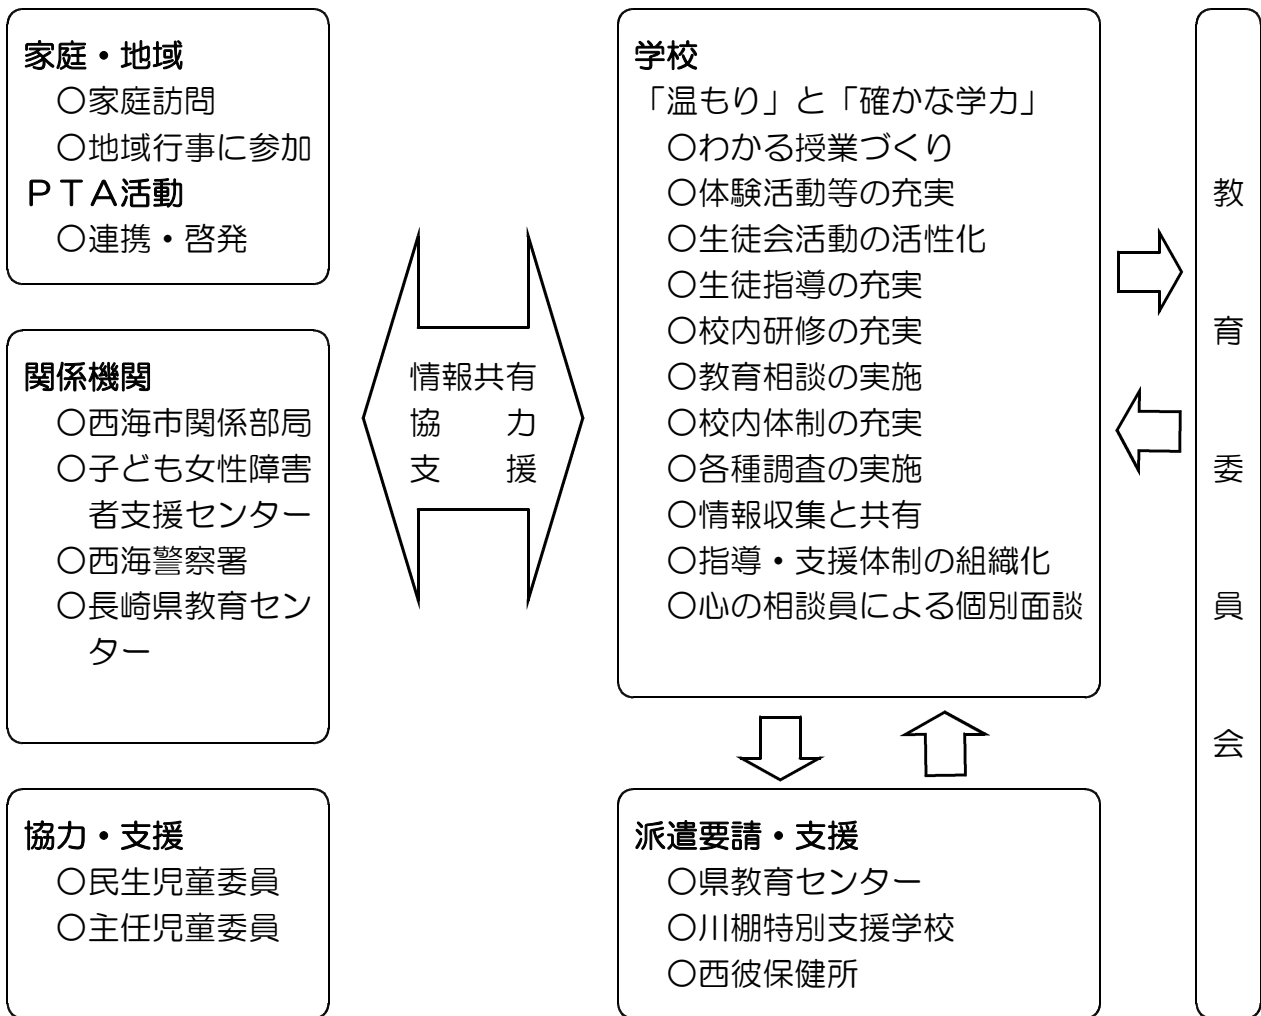 家庭・地域
○家庭訪問
○地域行事に参加
ＰＴＡ活動
○連携・啓発
関係機関
○西海市関係部局
○子ども女性障害
者支援センター
○西海警察署
○長崎県教育セン
ター
協力・支援
○民生児童委員
○主任児童委員
情報共有
協　　力
支　　援
学校
「温もり」と「確かな学力」
○わかる授業づくり
○体験活動等の充実
○生徒会活動の活性化
○生徒指導の充実
○校内研修の充実
○教育相談の実施
○校内体制の充実
○各種調査の実施
○情報収集と共有
○指導・支援体制の組織化
○心の相談員による個別面談
派遣要請・支援
○県教育センター
○川棚特別支援学校
○西彼保健所
教育委員会